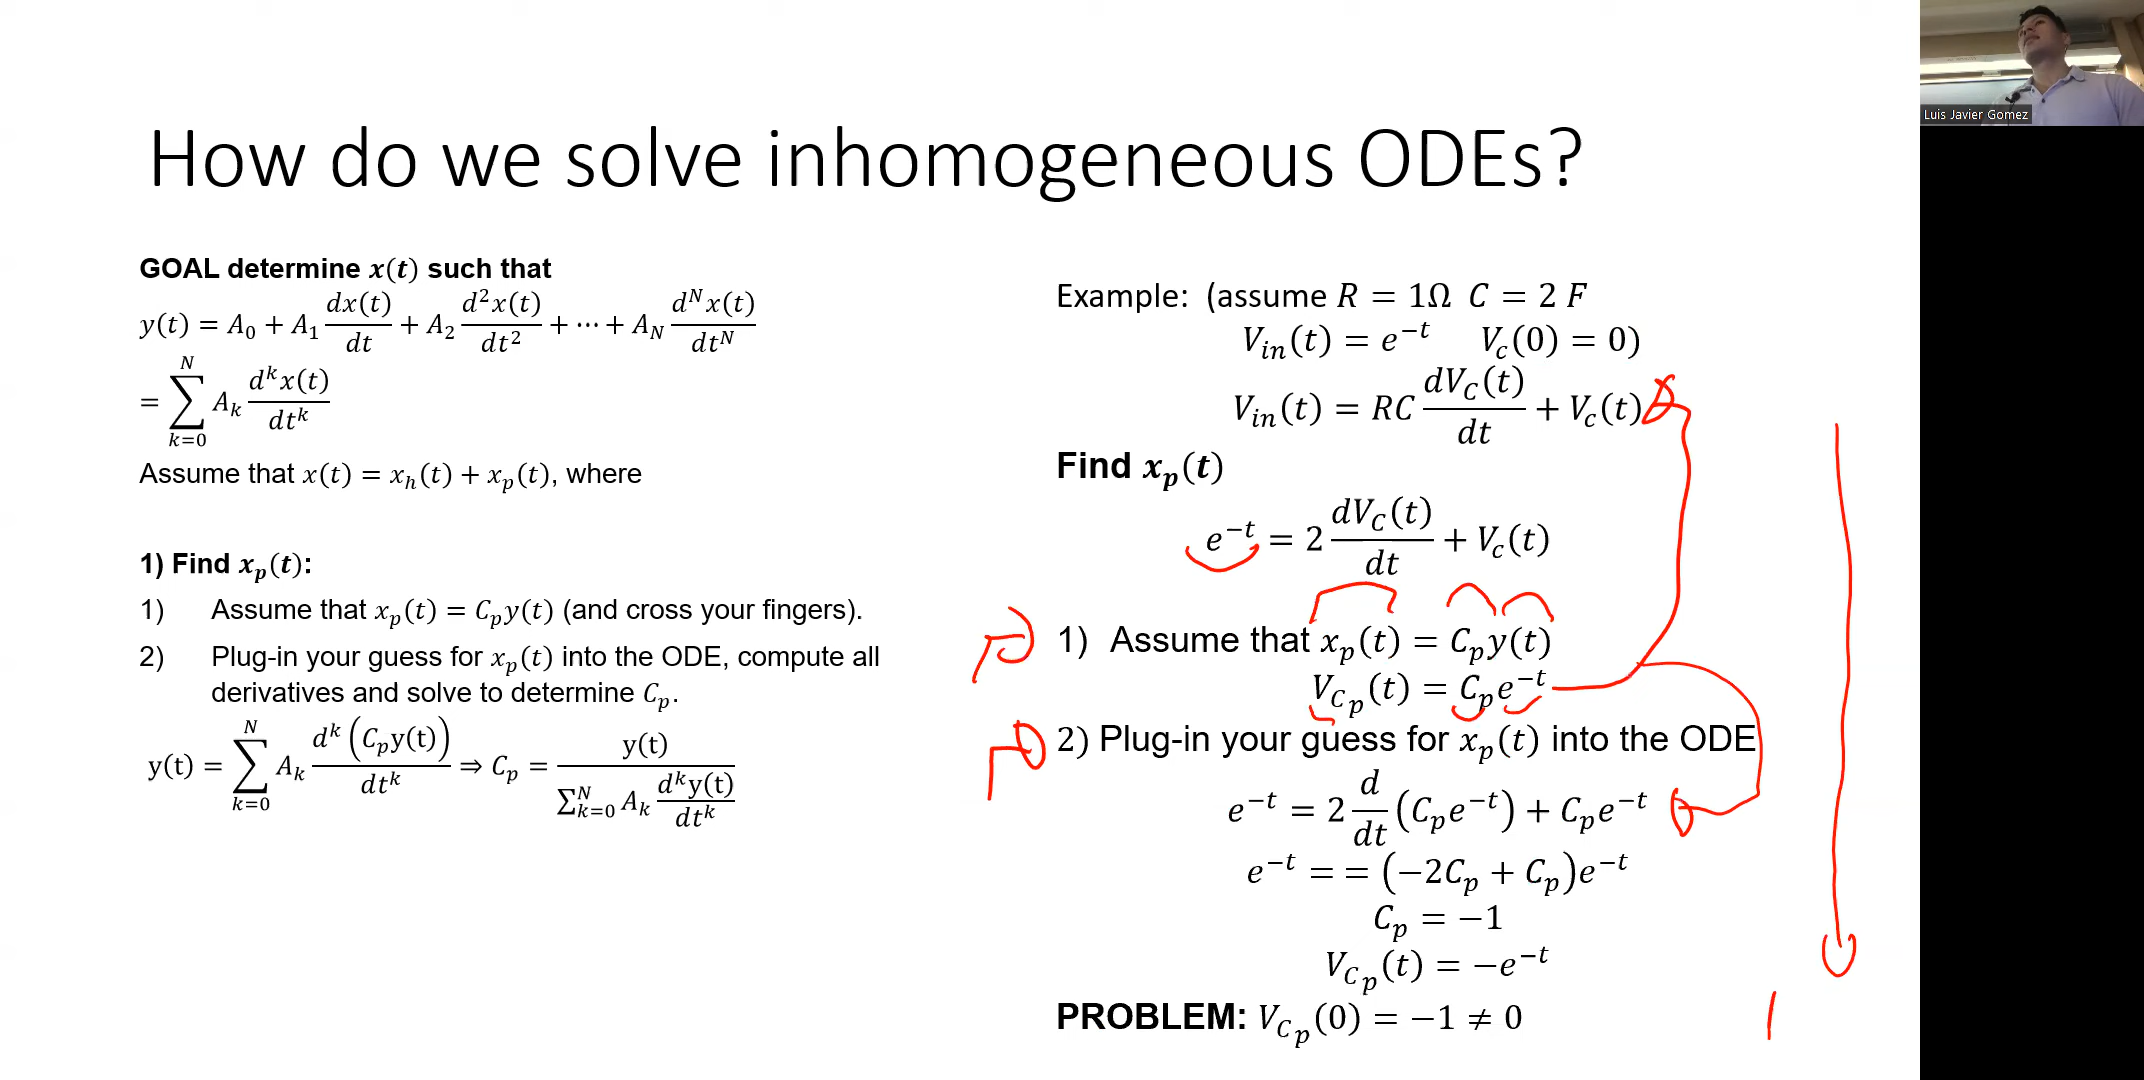 How do we solve inhomogeneous ODEs?
GOAL determine x(t) such that
y(t) = A₀ + A₁ dx(t)/dt + A₂ d²x(t)/dt² + ⋯ + A_N d^N x(t)/dt^N
= ∑_{k=0}^{N} A_k d^k x(t)/dt^k
Assume that x(t) = x_h(t) + x_p(t), where
1) Find x_p(t):
1) Assume that x_p(t) = C_p y(t) (and cross your fingers).
2) Plug-in your guess for x_p(t) into the ODE, compute all
derivatives and solve to determine C_p.
y(t) = ∑_{k=0}^{N} A_k d^k (C_p y(t))/dt^k ⇒ C_p = y(t)/(∑_{k=0}^{N} A_k d^k y(t)/dt^k)
Example: (assume R = 1Ω C = 2 F
V_in(t) = e^{−t} V_c(0) = 0)
V_in(t) = RC dV_C(t)/dt + V_c(t)
Find x_p(t)
e^{−t} = 2 dV_C(t)/dt + V_c(t)
1) Assume that x_p(t) = C_p y(t)
V_{C_p}(t) = C_p e^{−t}
2) Plug-in your guess for x_p(t) into the ODE
e^{−t} = 2 d/dt (C_p e^{−t}) + C_p e^{−t}
e^{−t} = = (−2C_p + C_p)e^{−t}
C_p = −1
V_{C_p}(t) = −e^{−t}
PROBLEM: V_{C_p}(0) = −1 ≠ 0
Luis Javier Gomez